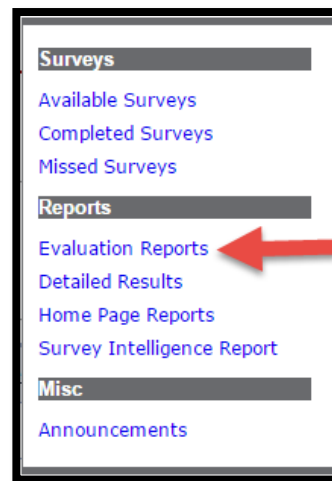 Surveys
Available Surveys
Completed Surveys
Missed Surveys
Reports
Evaluation Reports
Detailed Results
Home Page Reports
Survey Intelligence Report
Misc
Announcements